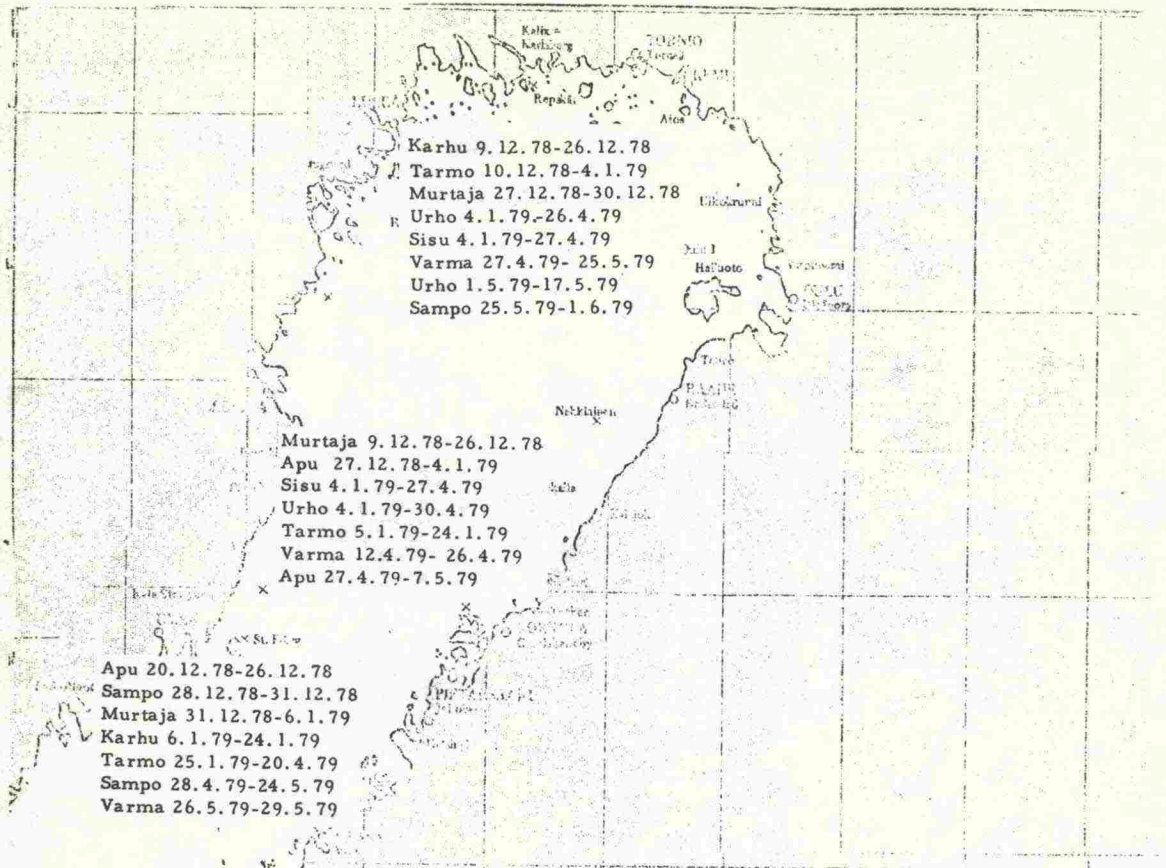 Kalix
TORNIO
KEMI
Ajos
Karhu 9.12.78-26.12.78
Tarmo 10.12.78-4.1.79
Murtaja 27.12.78-30.12.78
Urho 4.1.79-26.4.79
Sisu 4.1.79-27.4.79
Varma 27.4.79- 25.5.79
Urho 1.5.79-17.5.79
Sampo 25.5.79-1.6.79
OULU
RAAHE
Nahkiainen
Murtaja 9.12.78-26.12.78
Apu 27.12.78-4.1.79
Sisu 4.1.79-27.4.79
Urho 4.1.79-30.4.79
Tarmo 5.1.79-24.1.79
Varma 12.4.79- 26.4.79
Apu 27.4.79-7.5.79
Apu 20.12.78-26.12.78
Sampo 28.12.78-31.12.78
Murtaja 31.12.78-6.1.79
Karhu 6.1.79-24.1.79
Tarmo 25.1.79-20.4.79
Sampo 28.4.79-24.5.79
Varma 26.5.79-29.5.79